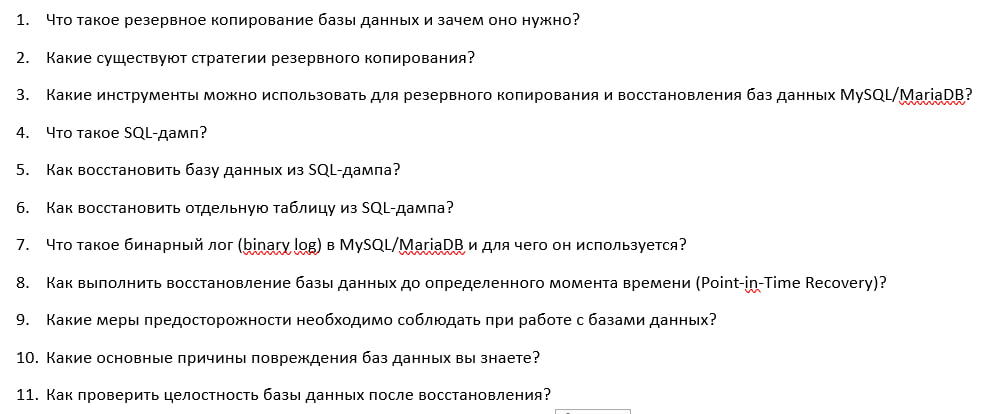 1. Что такое резервное копирование базы данных и зачем оно нужно?
2. Какие существуют стратегии резервного копирования?
3. Какие инструменты можно использовать для резервного копирования и восстановления баз данных MySQL/MariaDB?
4. Что такое SQL-дамп?
5. Как восстановить базу данных из SQL-дампа?
6. Как восстановить отдельную таблицу из SQL-дампа?
7. Что такое бинарный лог (binary log) в MySQL/MariaDB и для чего он используется?
8. Как выполнить восстановление базы данных до определенного момента времени (Point-in-Time Recovery)?
9. Какие меры предосторожности необходимо соблюдать при работе с базами данных?
10. Какие основные причины повреждения баз данных вы знаете?
11. Как проверить целостность базы данных после восстановления?